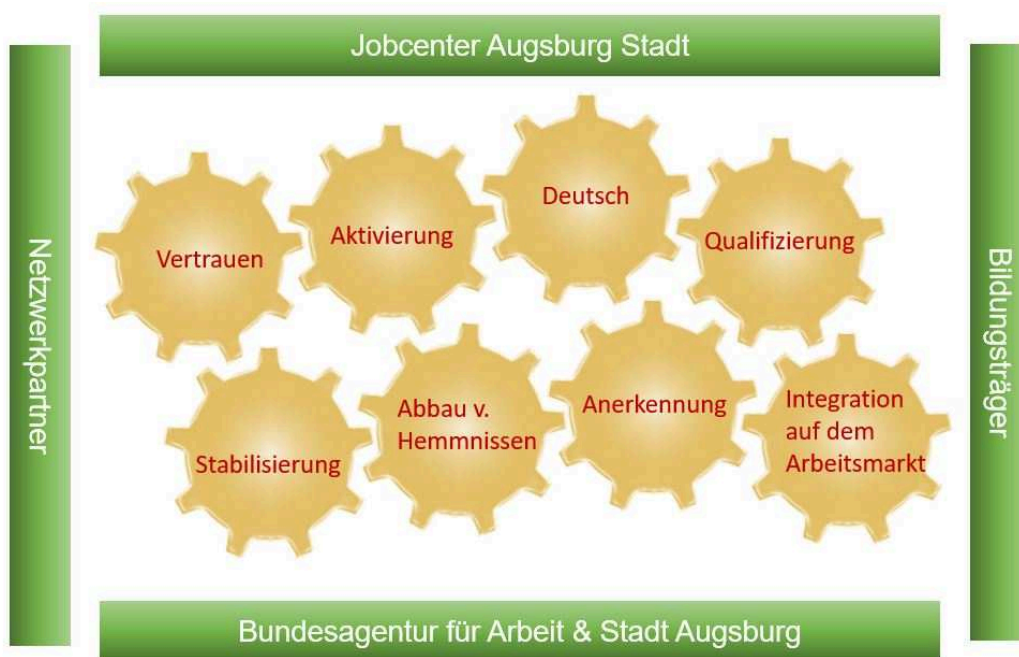 Jobcenter Augsburg Stadt
Netzwerkpartner
Vertrauen
Aktivierung
Deutsch
Qualifizierung
Stabilisierung
Abbau v.
Hemmnissen
Anerkennung
Integration
auf dem
Arbeitsmarkt
Bildungsträger
Bundesagentur für Arbeit & Stadt Augsburg